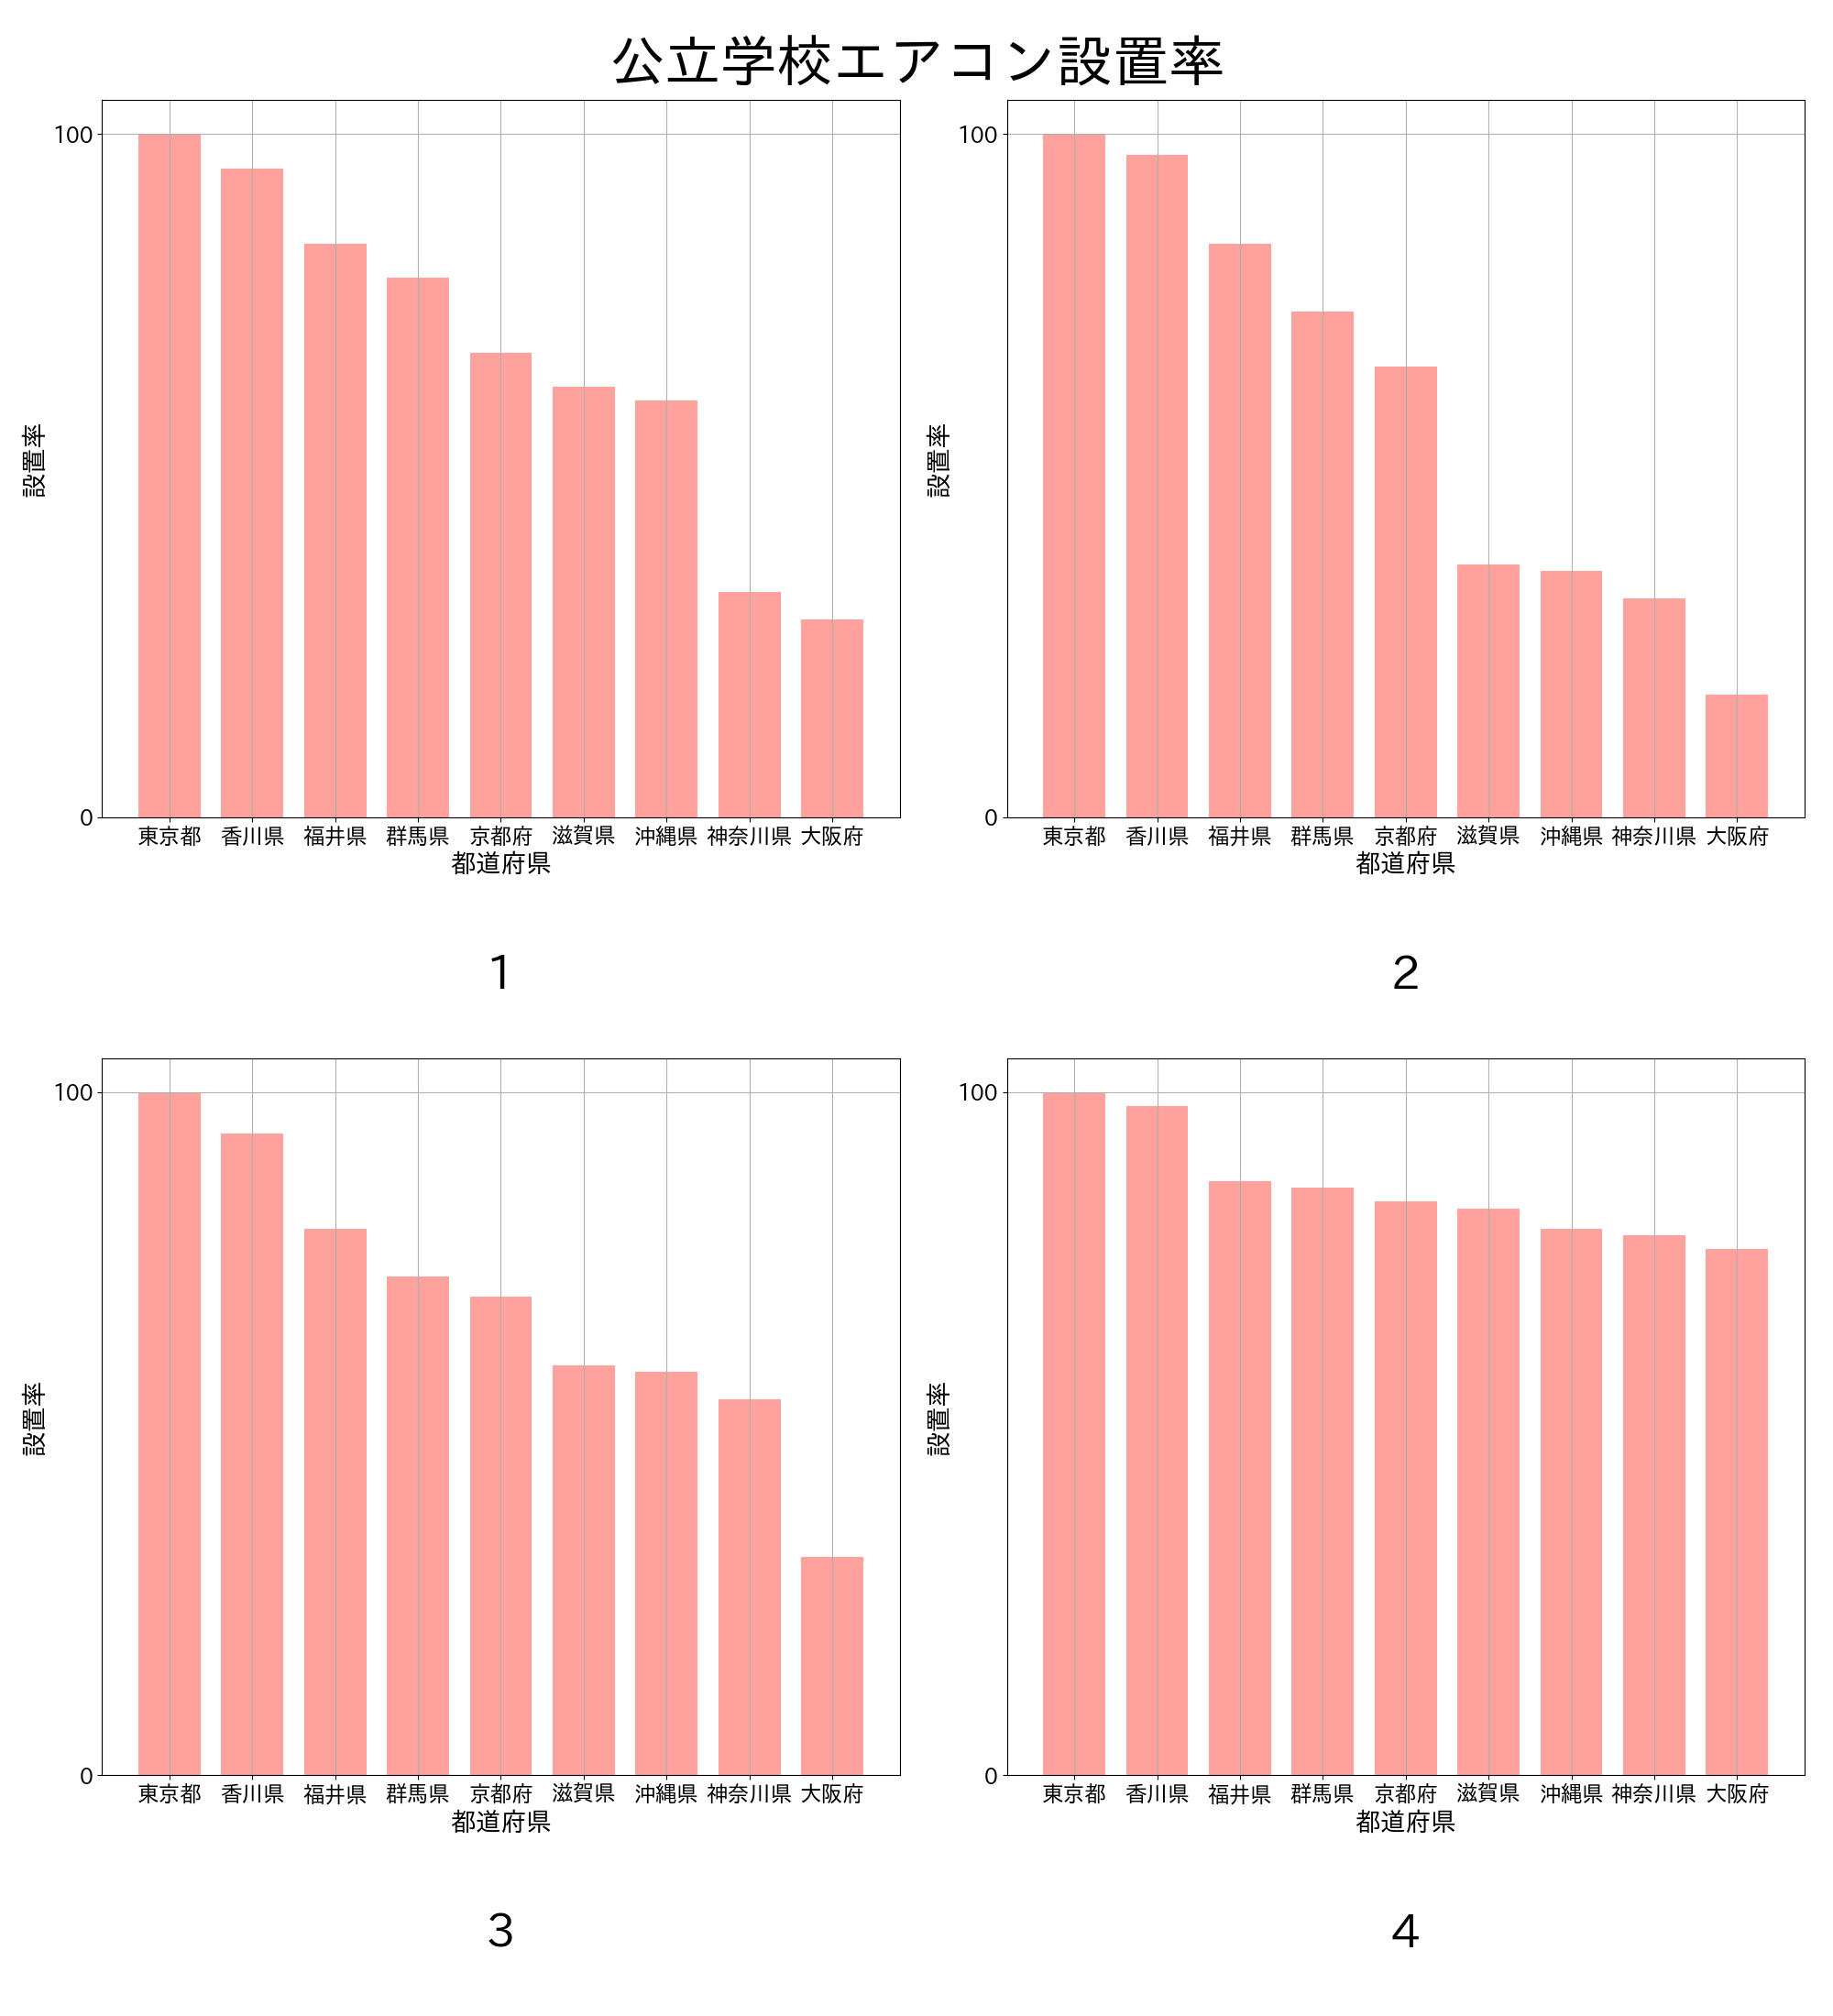 公立学校エアコン設置率
100
0
設置率
東京都 香川県 福井県 群馬県 京都府 滋賀県 沖縄県 神奈川県 大阪府
都道府県
1
100
0
設置率
東京都 香川県 福井県 群馬県 京都府 滋賀県 沖縄県 神奈川県 大阪府
都道府県
2
100
0
設置率
東京都 香川県 福井県 群馬県 京都府 滋賀県 沖縄県 神奈川県 大阪府
都道府県
3
100
0
設置率
東京都 香川県 福井県 群馬県 京都府 滋賀県 沖縄県 神奈川県 大阪府
都道府県
4